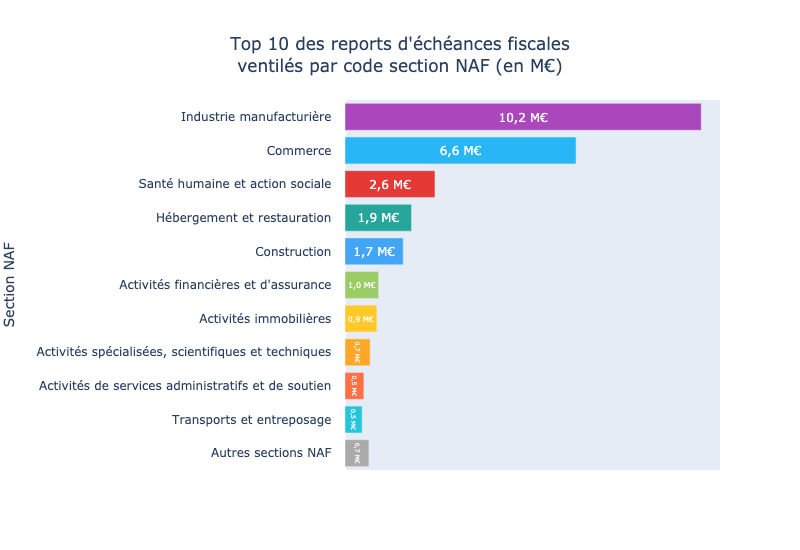 Top 10 des reports d'échéances fiscales
ventilés par code section NAF (en M€)
Section NAF
Industrie manufacturière 10,2 M€
Commerce 6,6 M€
Santé humaine et action sociale 2,6 M€
Hébergement et restauration 1,9 M€
Construction 1,7 M€
Activités financières et d'assurance 1,0 M€
Activités immobilières 0,9 M€
Activités spécialisées, scientifiques et techniques 0,7 M€
Activités de services administratifs et de soutien 0,5 M€
Transports et entreposage 0,5 M€
Autres sections NAF 0,7 M€